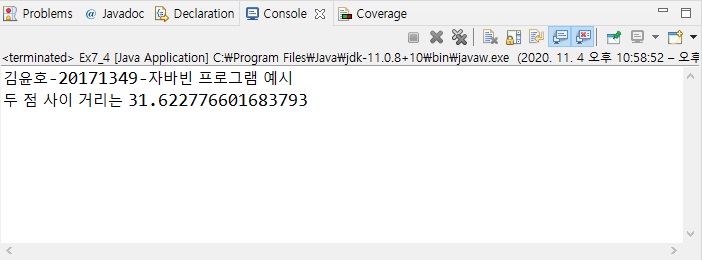 Problems @ Javadoc Declaration Console Coverage
<terminated> Ex7_4 [Java Application] C:\Program Files\Java\jdk-11.0.8+10\bin\javaw.exe (2020. 11. 4 오후 10:58:52 – 오후
김윤호-20171349-자바빈 프로그램 예시
두 점 사이 거리는 31.622776601683793